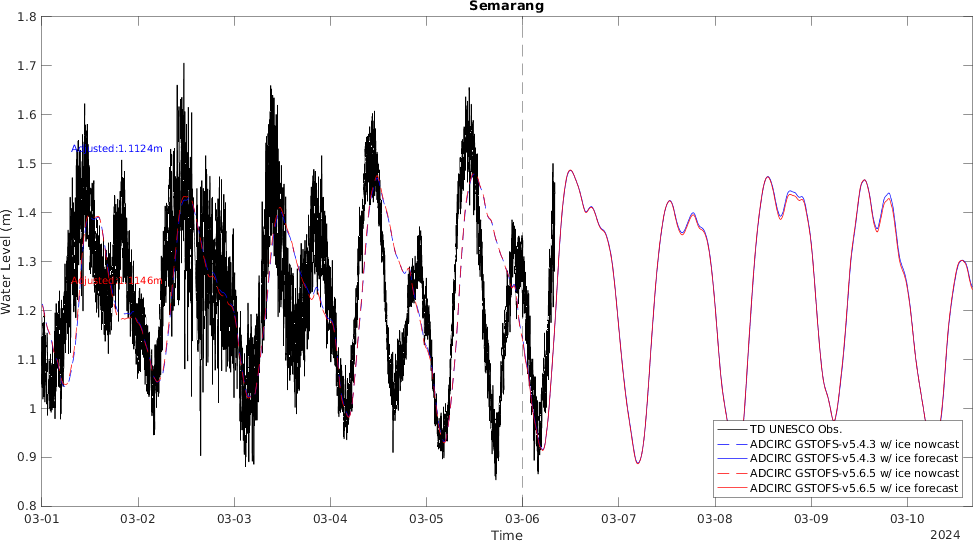 Semarang
Water Level (m)
1.8
1.7
1.6
1.5
1.4
1.3
1.2
1.1
1
0.9
0.8
Adjusted:1.1124m
TD UNESCO Obs.
ADCIRC GSTOFS-v5.4.3 w/ ice nowcast
ADCIRC GSTOFS-v5.4.3 w/ ice forecast
ADCIRC GSTOFS-v5.6.5 w/ ice nowcast
ADCIRC GSTOFS-v5.6.5 w/ ice forecast
03-01
03-02
03-03
03-04
03-05
03-06
03-07
03-08
03-09
03-10
Time
2024